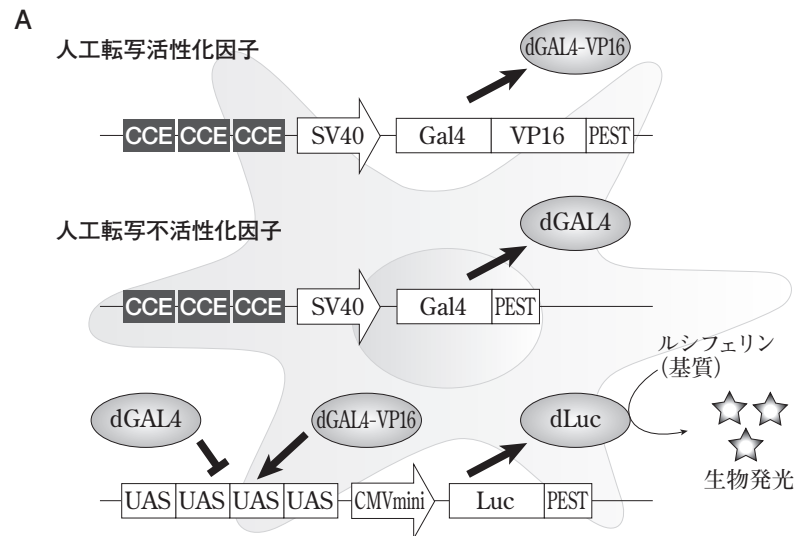 A
人工転写活性化因子
dGAL4-VP16
CCE CCE CCE SV40 Gal4 VP16 PEST
人工転写不活性化因子
dGAL4
CCE CCE CCE SV40 Gal4 PEST
ルシフェリン
(基質)
dGAL4 dGAL4-VP16 dLuc
生物発光
UAS UAS UAS UAS CMVmini Luc PEST